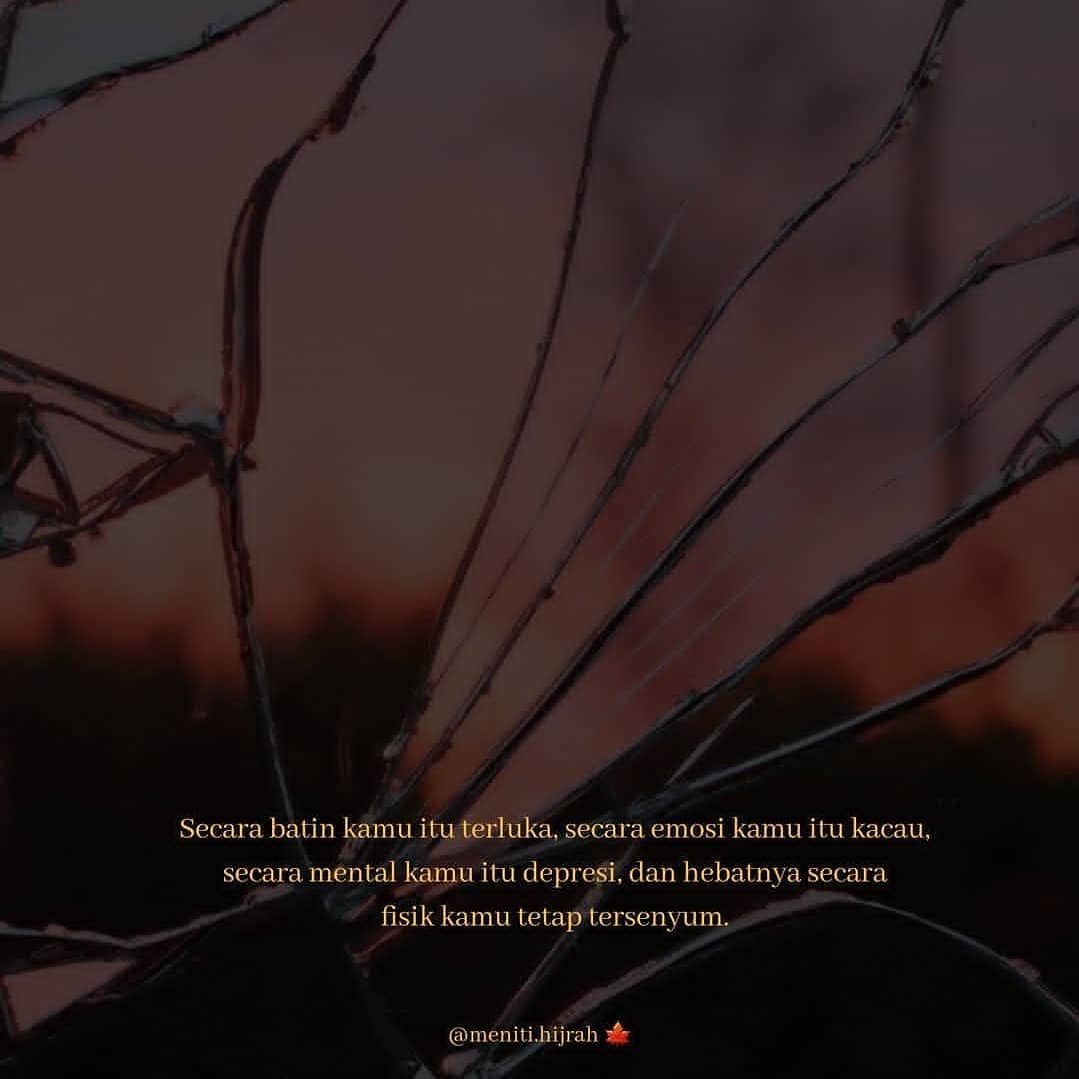 Secara batin kamu itu terluka, secara emosi kamu itu kacau,
secara mental kamu itu depresi, dan hebatnya secara
fisik kamu tetap tersenyum.
@meniti.hijrah 🍁